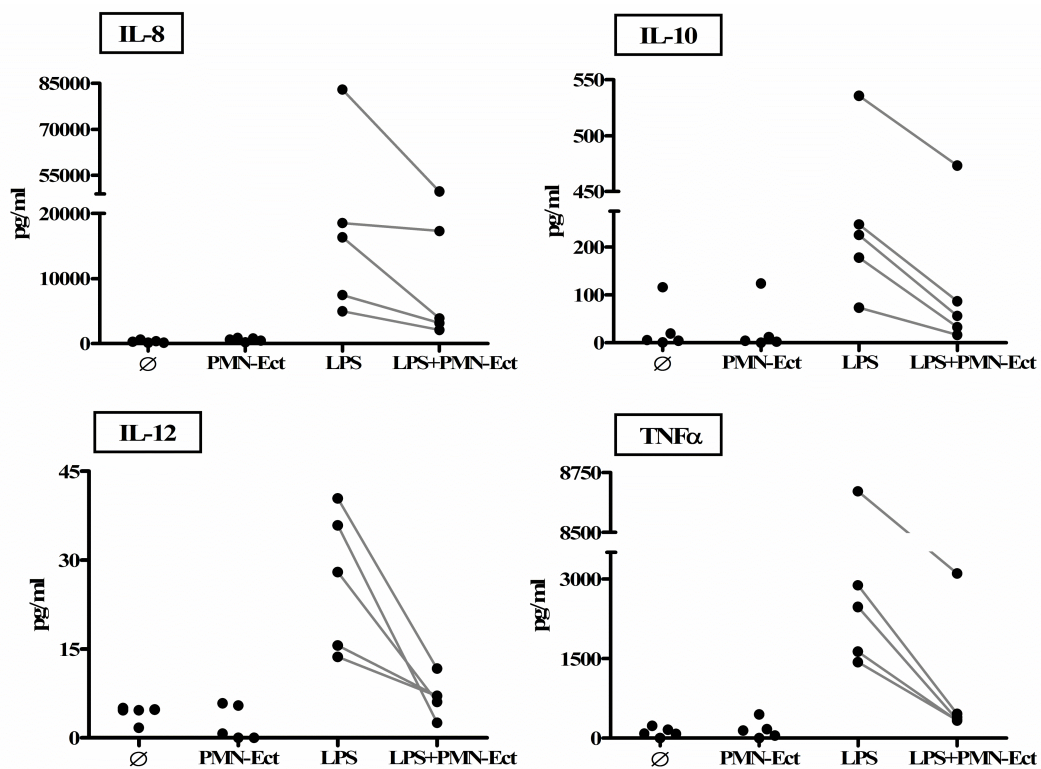 IL-8
pg/ml
85000
70000
55000
20000
10000
0
∅ PMN-Ect LPS LPS+PMN-Ect
IL-10
pg/ml
550
500
450
200
100
0
∅ PMN-Ect LPS LPS+PMN-Ect
IL-12
pg/ml
45
30
15
0
∅ PMN-Ect LPS LPS+PMN-Ect
TNFα
pg/ml
8750
8500
3000
1500
0
∅ PMN-Ect LPS LPS+PMN-Ect